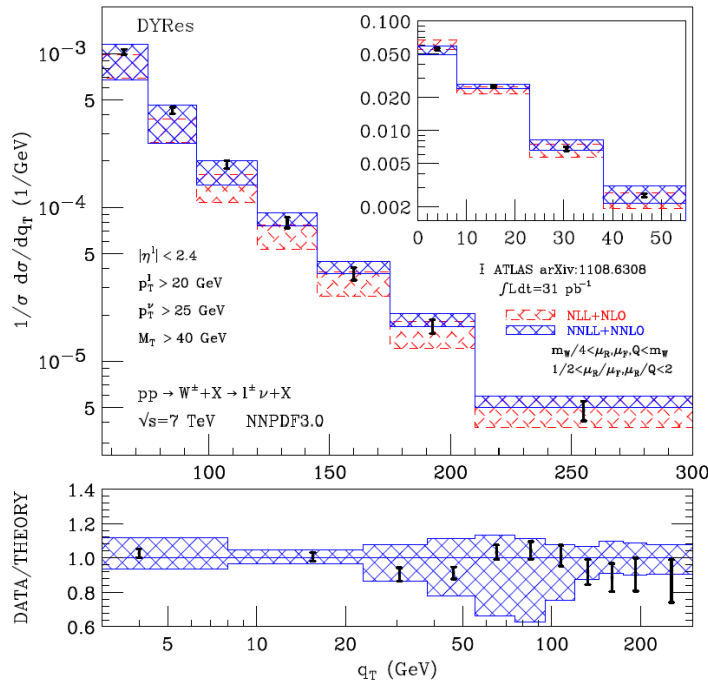 DYRes
1/σ dσ/dq_T (1/GeV)
10⁻³
5
10⁻⁴
5
10⁻⁵
5
100 150 200 250 300
|η^l| < 2.4
p_T^l > 20 GeV
p_T^ν > 25 GeV
M_T > 40 GeV
pp → W^± + X → l^± ν + X
√s=7 TeV NNPDF3.0
0.100
0.050
0.020
0.010
0.005
0.002
0 10 20 30 40 50
ATLAS arXiv:1108.6308
∫Ldt=31 pb⁻¹
NLL+NLO
NNLL+NNLO
m_W/4<μ_R,μ_F,Q<m_W
1/2<μ_R/μ_F,μ_R/Q<2
DATA/THEORY
1.4
1.2
1.0
0.8
0.6
5 10 20 50 100 200
q_T (GeV)